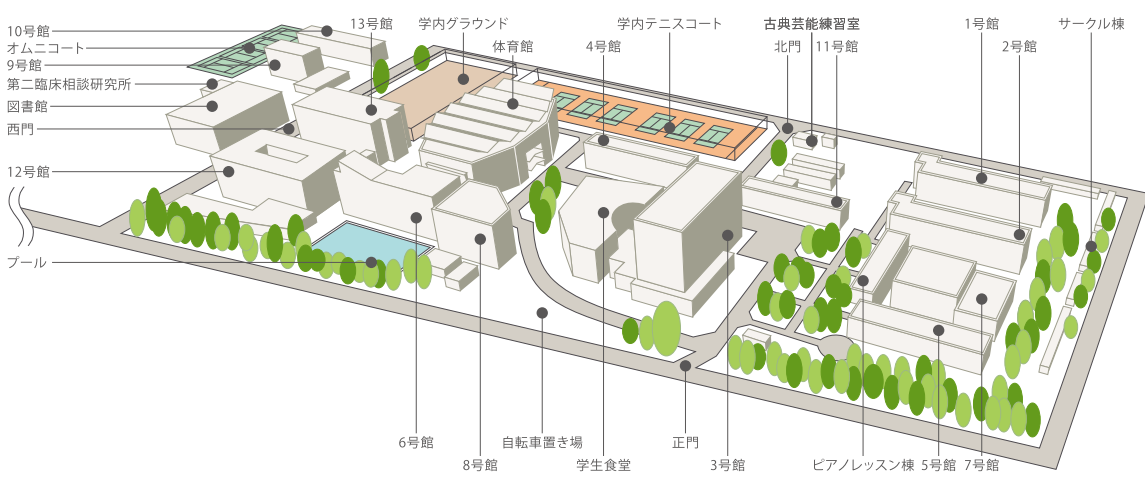 10号館
オムニコート
9号館
第二臨床相談研究所
図書館
西門
12号館
プール
13号館
学内グラウンド
体育館
4号館
学内テニスコート
古典芸能練習室
北門
11号館
1号館
2号館
サークル棟
6号館
8号館
自転車置き場
学生食堂
正門
3号館
ピアノレッスン棟
5号館
7号館